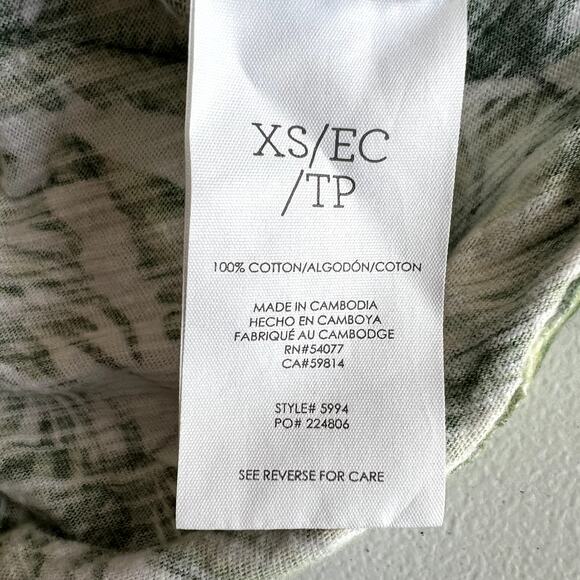 XS/EC
/TP
100% COTTON/ALGODÓN/COTON
MADE IN CAMBODIA
HECHO EN CAMBOYA
FABRIQUÉ AU CAMBODGE
RN#54077
CA#59814
STYLE# 5994
PO# 224806
SEE REVERSE FOR CARE